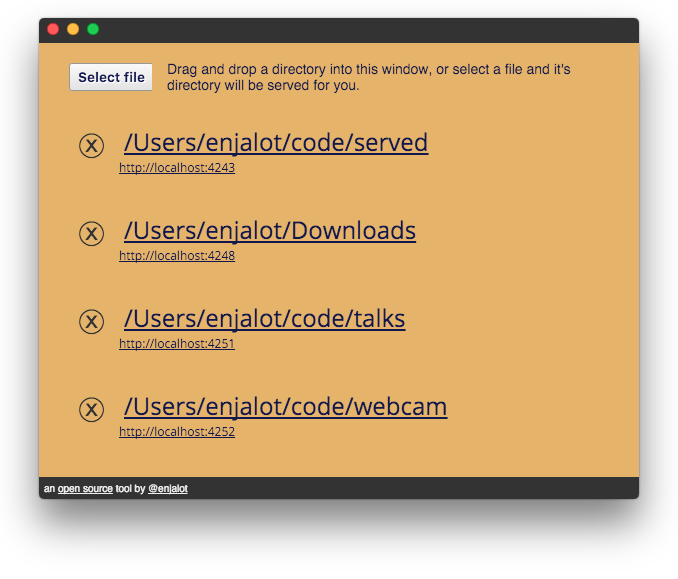 Select file
Drag and drop a directory into this window, or select a file and it's
directory will be served for you.
X /Users/enjalot/code/served
http://localhost:4243
X /Users/enjalot/Downloads
http://localhost:4248
X /Users/enjalot/code/talks
http://localhost:4251
X /Users/enjalot/code/webcam
http://localhost:4252
an open source tool by @enjalot